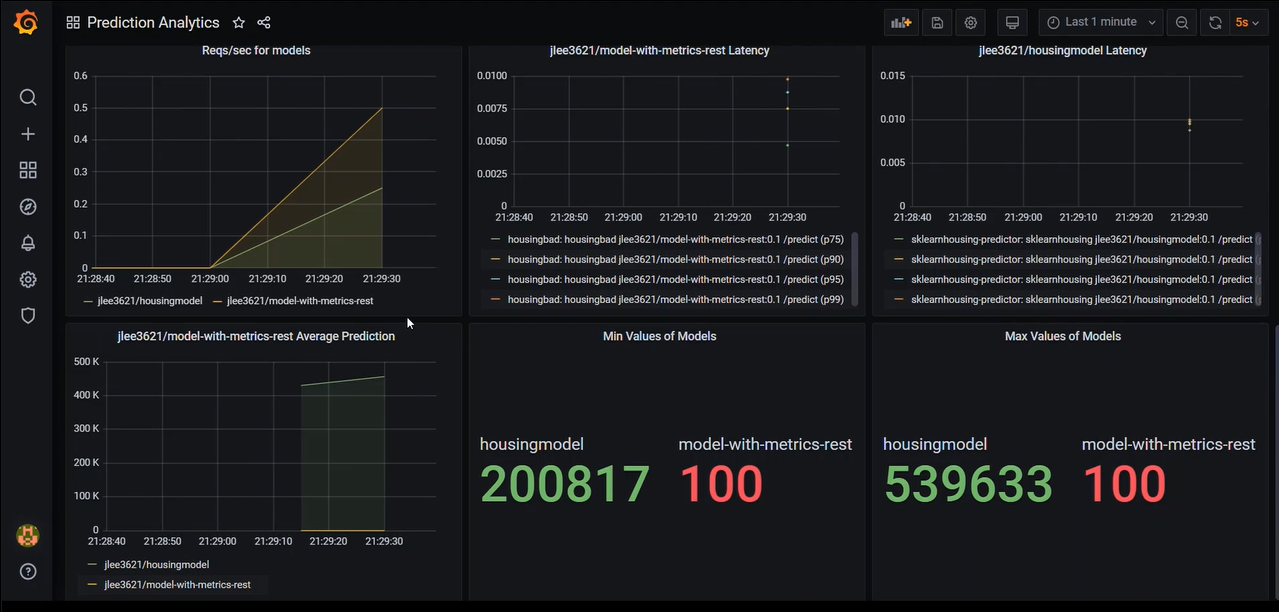 Prediction Analytics
Last 1 minute
5s
Reqs/sec for models
0.6
0.5
0.4
0.3
0.2
0.1
0
21:28:40 21:28:50 21:29:00 21:29:10 21:29:20 21:29:30
jlee3621/housingmodel jlee3621/model-with-metrics-rest
jlee3621/model-with-metrics-rest Latency
0.0100
0.0075
0.0050
0.0025
0
21:28:40 21:28:50 21:29:00 21:29:10 21:29:20 21:29:30
housingbad: housingbad jlee3621/model-with-metrics-rest:0.1 /predict (p75)
housingbad: housingbad jlee3621/model-with-metrics-rest:0.1 /predict (p90)
housingbad: housingbad jlee3621/model-with-metrics-rest:0.1 /predict (p95)
housingbad: housingbad jlee3621/model-with-metrics-rest:0.1 /predict (p99)
jlee3621/housingmodel Latency
0.015
0.010
0.005
0
21:28:40 21:28:50 21:29:00 21:29:10 21:29:20 21:29:30
sklearnhousing-predictor: sklearnhousing jlee3621/housingmodel:0.1 /predict
sklearnhousing-predictor: sklearnhousing jlee3621/housingmodel:0.1 /predict
sklearnhousing-predictor: sklearnhousing jlee3621/housingmodel:0.1 /predict
sklearnhousing-predictor: sklearnhousing jlee3621/housingmodel:0.1 /predict
jlee3621/model-with-metrics-rest Average Prediction
500 K
400 K
300 K
200 K
100 K
0
21:28:40 21:28:50 21:29:00 21:29:10 21:29:20 21:29:30
jlee3621/housingmodel
jlee3621/model-with-metrics-rest
Min Values of Models
housingmodel model-with-metrics-rest
200817 100
Max Values of Models
housingmodel model-with-metrics-rest
539633 100